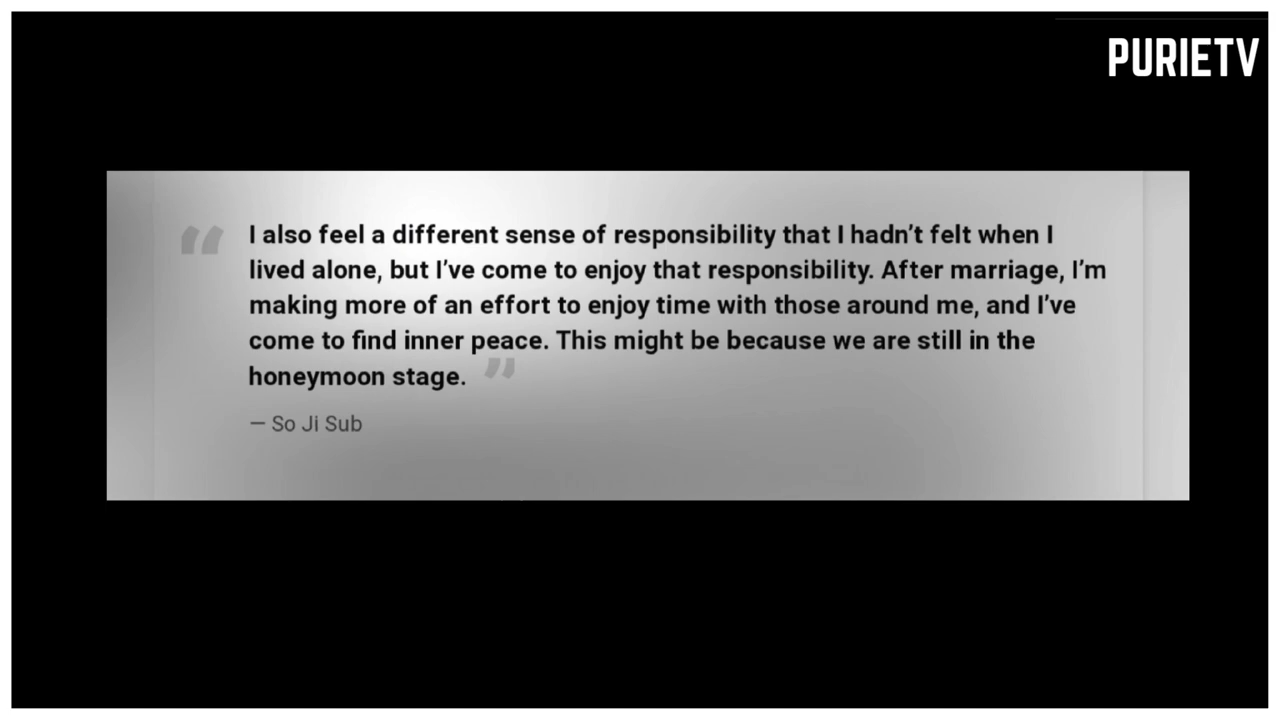 PURIETV
“ I also feel a different sense of responsibility that I hadn’t felt when I
lived alone, but I’ve come to enjoy that responsibility. After marriage, I’m
making more of an effort to enjoy time with those around me, and I’ve
come to find inner peace. This might be because we are still in the
honeymoon stage. ”
— So Ji Sub